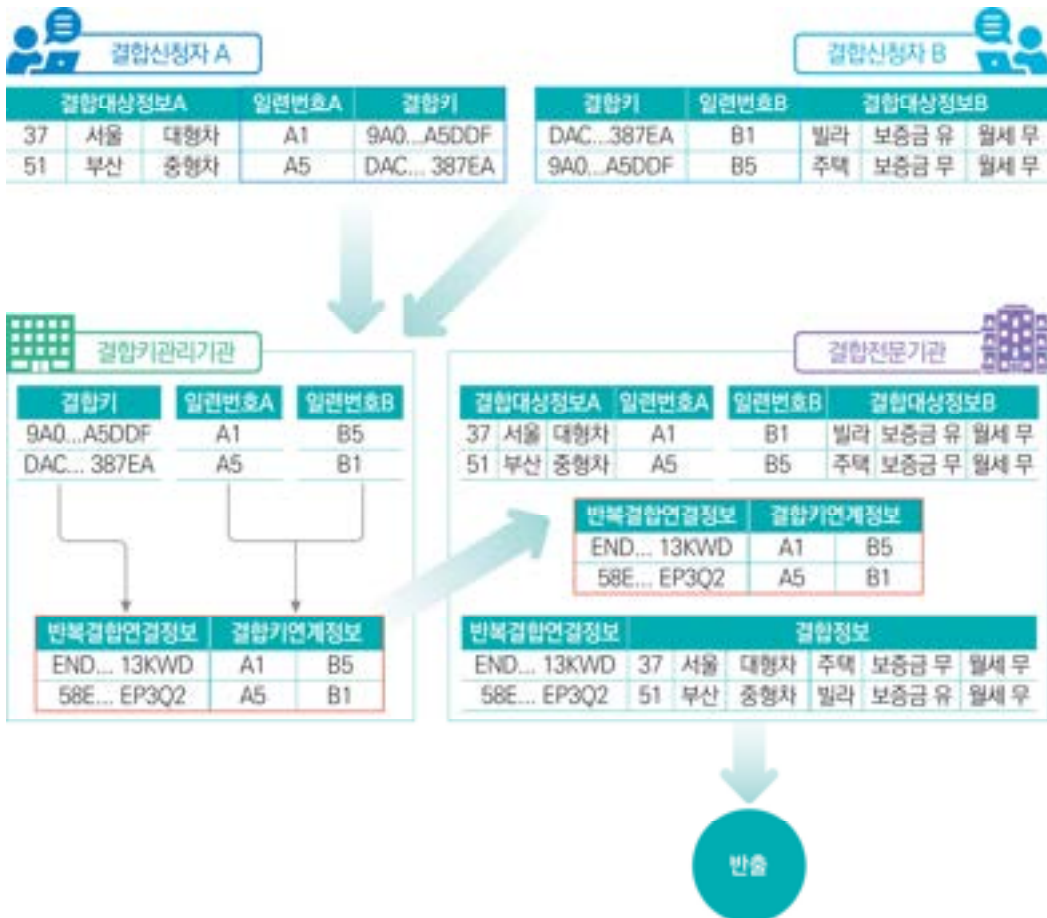 결합신청자 A
결합신청자 B
결합대상정보A 일련번호A 결합키
37 서울 대형차 A1 9A0...A5DDF
51 부산 중형차 A5 DAC... 387EA
결합키 일련번호B 결합대상정보B
DAC...387EA B1 빌라 보증금 유 월세 무
9A0...A5DDF B5 주택 보증금 무 월세 무
결합키관리기관
결합키 일련번호A 일련번호B
9A0...A5DDF A1 B5
DAC... 387EA A5 B1
반복결합연결정보 결합키연계정보
END... 13KWD A1 B5
58E... EP3Q2 A5 B1
결합전문기관
결합대상정보A 일련번호A 일련번호B 결합대상정보B
37 서울 대형차 A1 B1 빌라 보증금 유 월세 무
51 부산 중형차 A5 B5 주택 보증금 무 월세 무
반복결합연결정보 결합키연계정보
END... 13KWD A1 B5
58E... EP3Q2 A5 B1
반복결합연결정보 결합정보
END... 13KWD 37 서울 대형차 주택 보증금 무 월세 무
58E... EP3Q2 51 부산 중형차 빌라 보증금 유 월세 무
반출